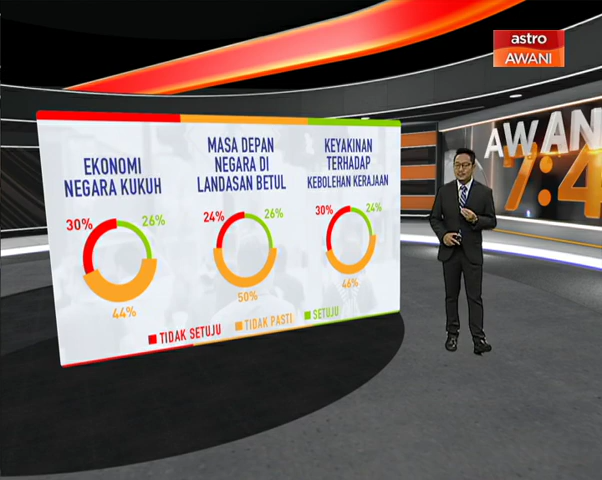 astro
AWANI
AWAN
7:4
EKONOMI
NEGARA KUKUH
30%
26%
44%
MASA DEPAN
NEGARA DI
LANDASAN BETUL
24%
26%
50%
KEYAKINAN
TERHADAP
KEBOLEHAN KERAJAAN
30%
24%
46%
TIDAK SETUJU
TIDAK PASTI
SETUJU